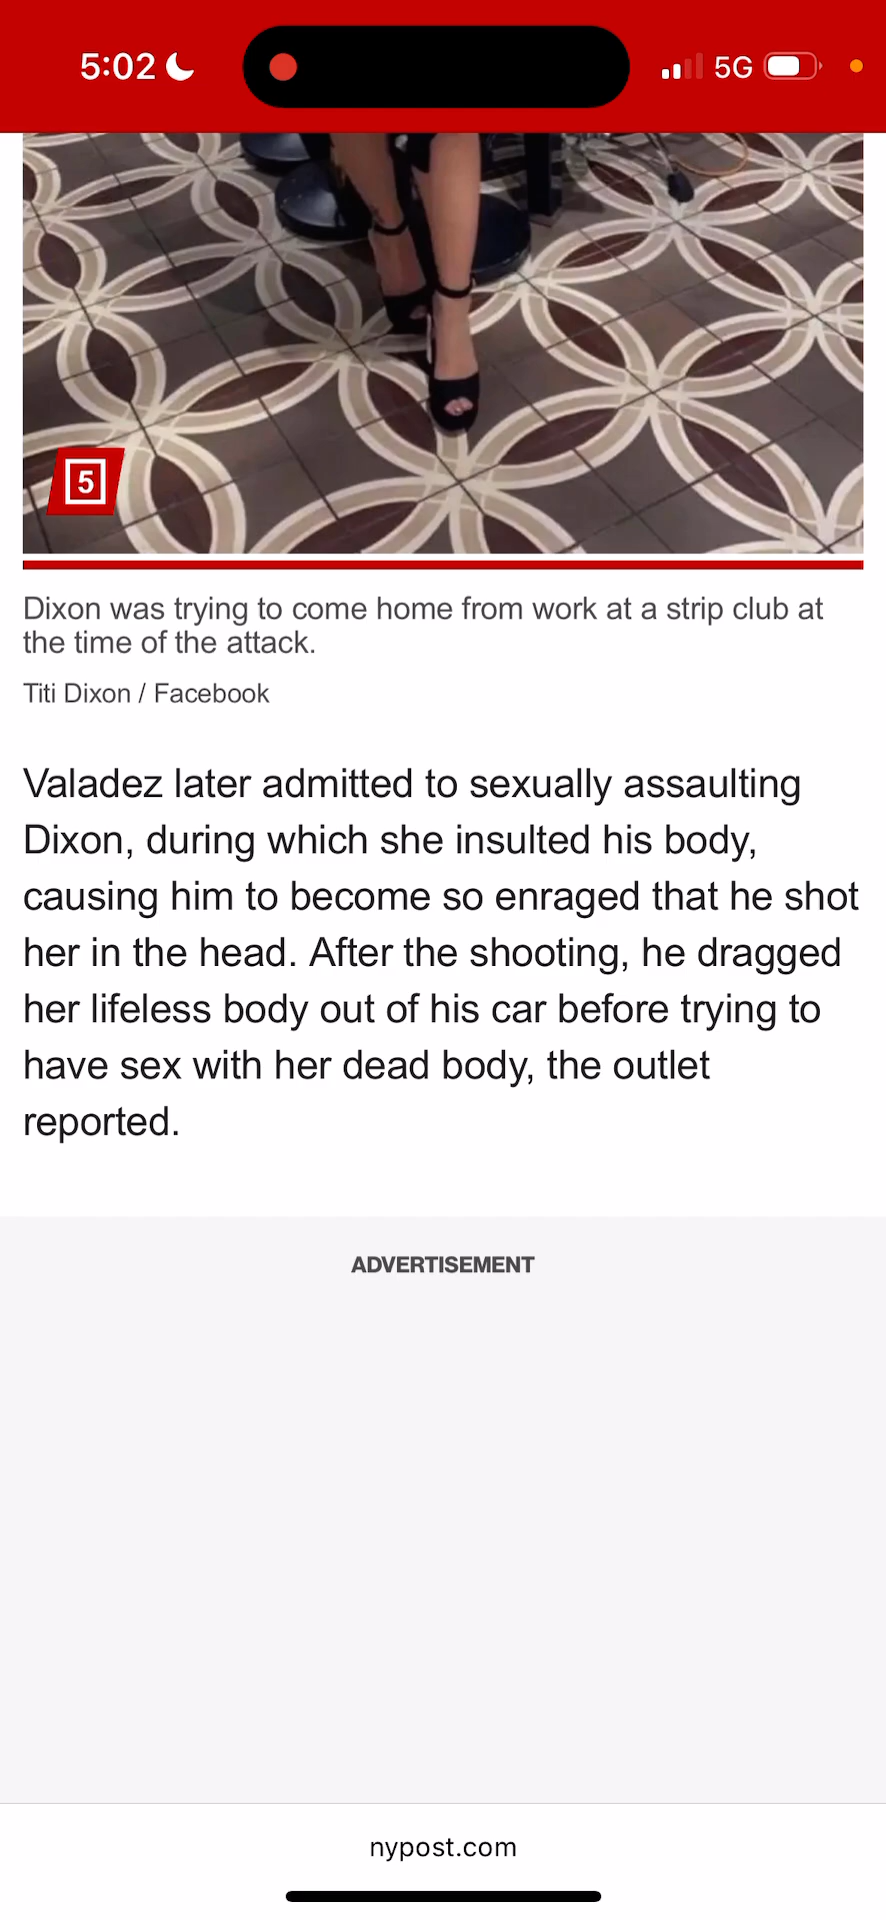 5:02
5G
5
Dixon was trying to come home from work at a strip club at
the time of the attack.
Titi Dixon / Facebook
Valadez later admitted to sexually assaulting
Dixon, during which she insulted his body,
causing him to become so enraged that he shot
her in the head. After the shooting, he dragged
her lifeless body out of his car before trying to
have sex with her dead body, the outlet
reported.
ADVERTISEMENT
nypost.com